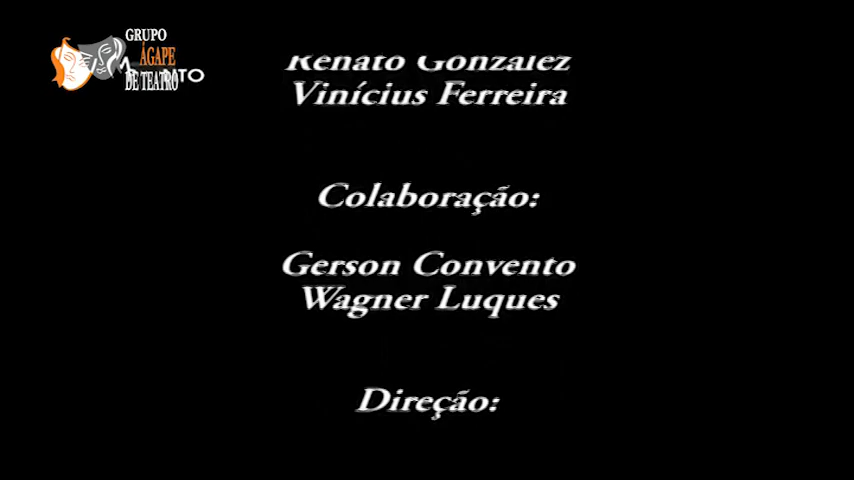 GRUPO
ÁGAPE
DE TEATRO
Renato Gonzalez
Vinícius Ferreira
Colaboração:
Gerson Convento
Wagner Luques
Direção: